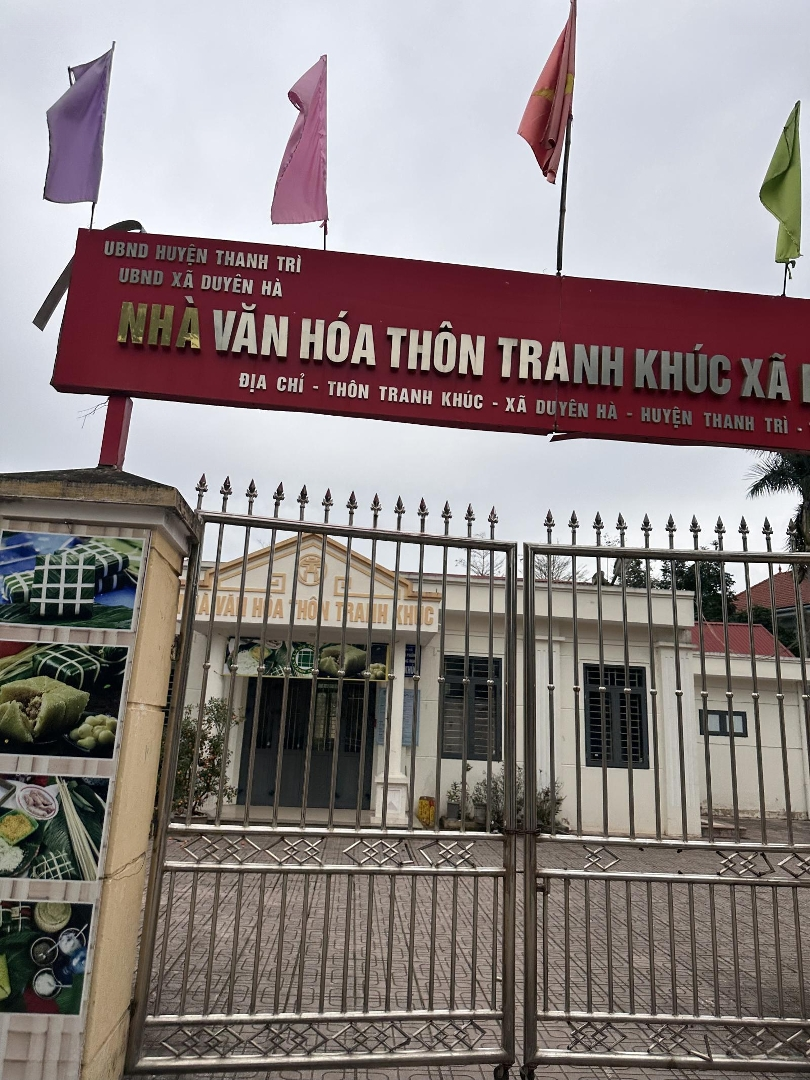 UBND HUYỆN THANH TRÌ
UBND XÃ DUYÊN HÀ
NHÀ VĂN HÓA THÔN TRANH KHÚC XÃ
ĐỊA CHỈ - THÔN TRANH KHÚC - XÃ DUYÊN HÀ - HUYỆN THANH TRÌ -
NHÀ VĂN HÓA THÔN TRANH KHÚC